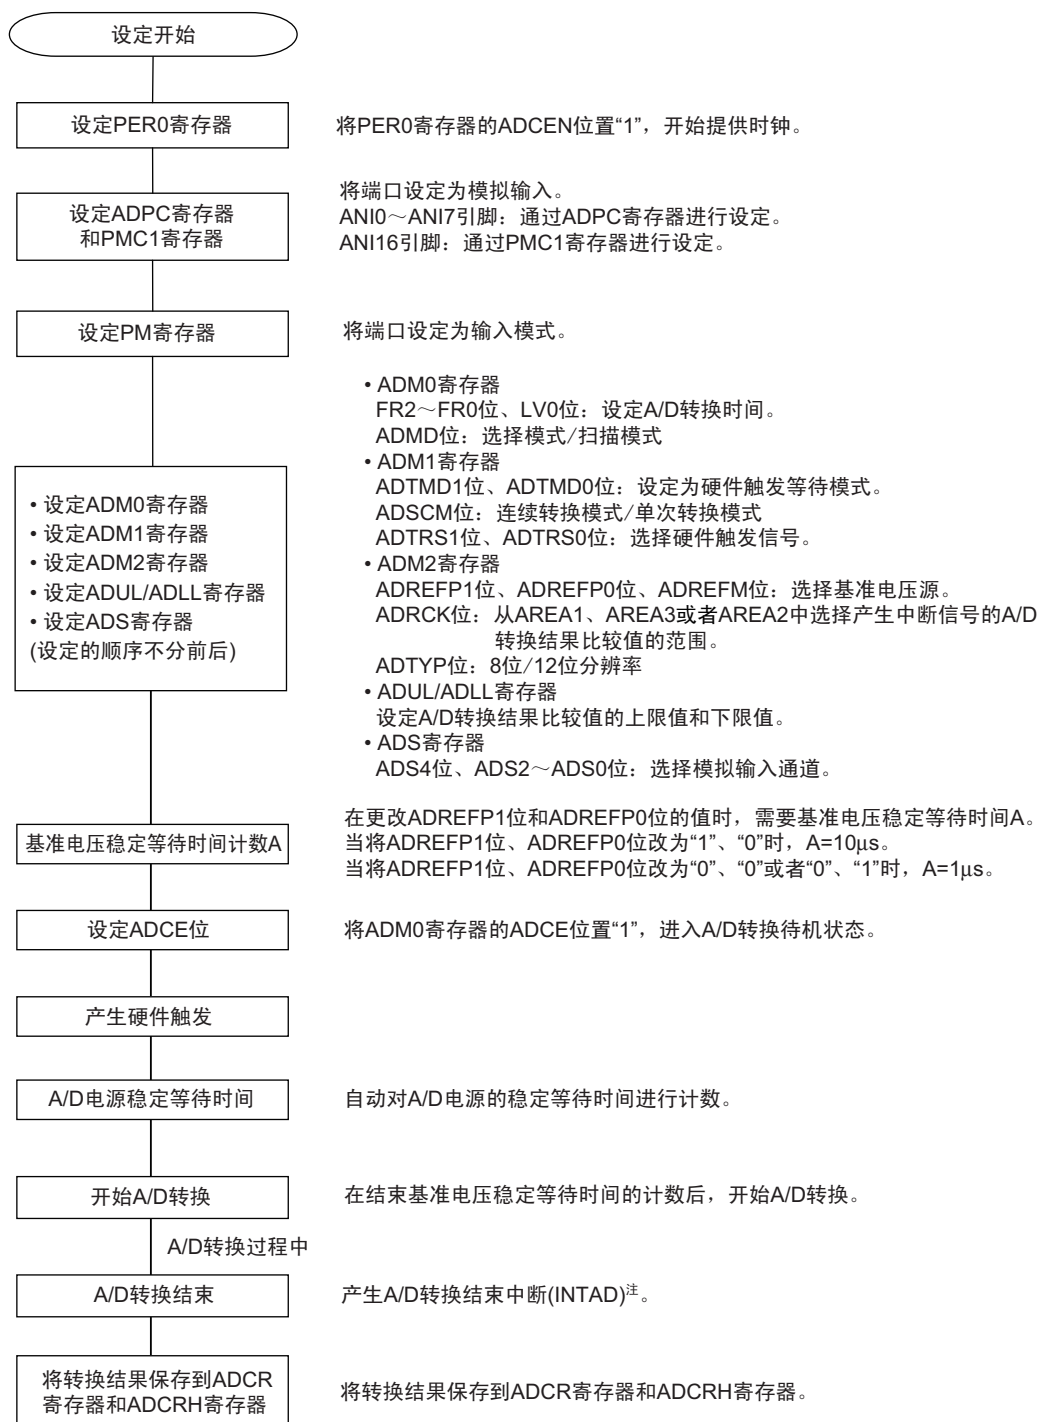 设定开始
设定PER0寄存器
将PER0寄存器的ADCEN位置“1”，开始提供时钟。
设定ADPC寄存器
和PMC1寄存器
将端口设定为模拟输入。
ANI0～ANI7引脚：通过ADPC寄存器进行设定。
ANI16引脚：通过PMC1寄存器进行设定。
设定PM寄存器
将端口设定为输入模式。
• 设定ADM0寄存器
• 设定ADM1寄存器
• 设定ADM2寄存器
• 设定ADUL/ADLL寄存器
• 设定ADS寄存器
(设定的顺序不分前后)
• ADM0寄存器
FR2～FR0位、LV0位：设定A/D转换时间。
ADMD位：选择模式/扫描模式
• ADM1寄存器
ADTMD1位、ADTMD0位：设定为硬件触发等待模式。
ADSCM位：连续转换模式/单次转换模式
ADTRS1位、ADTRS0位：选择硬件触发信号。
• ADM2寄存器
ADREFP1位、ADREFP0位、ADREFM位：选择基准电压源。
ADRCK位：从AREA1、AREA3或者AREA2中选择产生中断信号的A/D
转换结果比较值的范围。
ADTYP位：8位/12位分辨率
• ADUL/ADLL寄存器
设定A/D转换结果比较值的上限值和下限值。
• ADS寄存器
ADS4位、ADS2～ADS0位：选择模拟输入通道。
基准电压稳定等待时间计数A
在更改ADREFP1位和ADREFP0位的值时，需要基准电压稳定等待时间A。
当将ADREFP1位、ADREFP0位改为“1”、“0”时，A=10μs。
当将ADREFP1位、ADREFP0位改为“0”、“0”或者“0”、“1”时，A=1μs。
设定ADCE位
将ADM0寄存器的ADCE位置“1”，进入A/D转换待机状态。
产生硬件触发
A/D电源稳定等待时间
自动对A/D电源的稳定等待时间进行计数。
开始A/D转换
在结束基准电压稳定等待时间的计数后，开始A/D转换。
A/D转换过程中
A/D转换结束
产生A/D转换结束中断(INTAD)注。
将转换结果保存到ADCR
寄存器和ADCRH寄存器
将转换结果保存到ADCR寄存器和ADCRH寄存器。